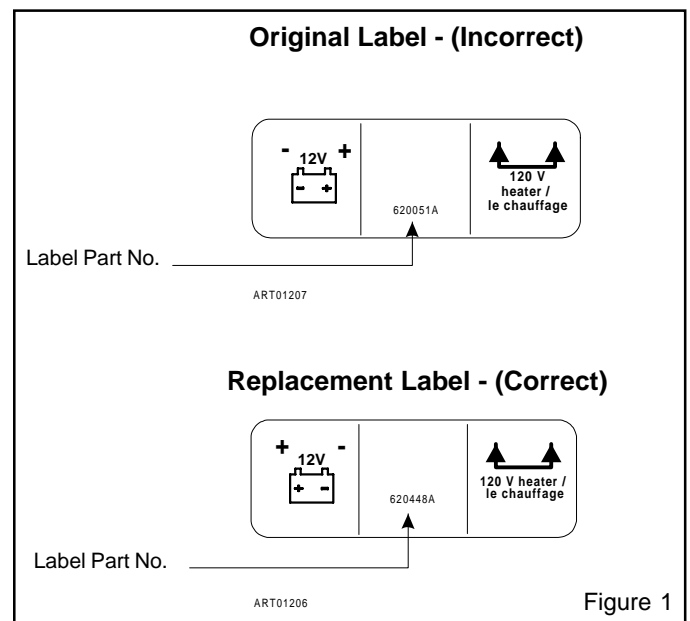 Original Label - (Incorrect)
- 12V +
- +
620051A
120 V
heater /
le chauffage
Label Part No.
ART01207
Replacement Label - (Correct)
+ 12V -
+ -
620448A
120 V heater /
le chauffage
Label Part No.
ART01206
Figure 1